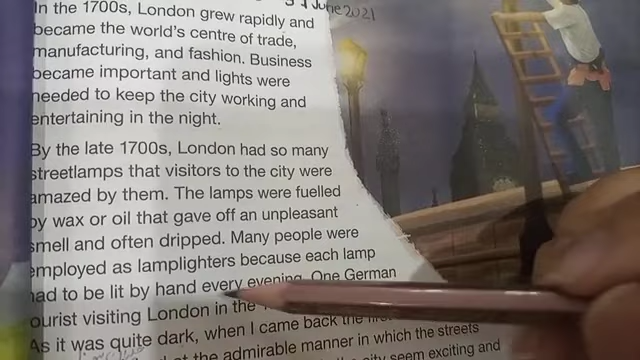 June 2021
In the 1700s, London grew rapidly and
became the world's centre of trade,
manufacturing, and fashion. Business
became important and lights were
needed to keep the city working and
entertaining in the night.
By the late 1700s, London had so many
streetlamps that visitors to the city were
amazed by them. The lamps were fuelled
by wax or oil that gave off an unpleasant
smell and often dripped. Many people were
employed as lamplighters because each lamp
had to be lit by hand every evening. One German
tourist visiting London in the
As it was quite dark, when I came back the
at the admirable manner in which the streets
city seem exciting and